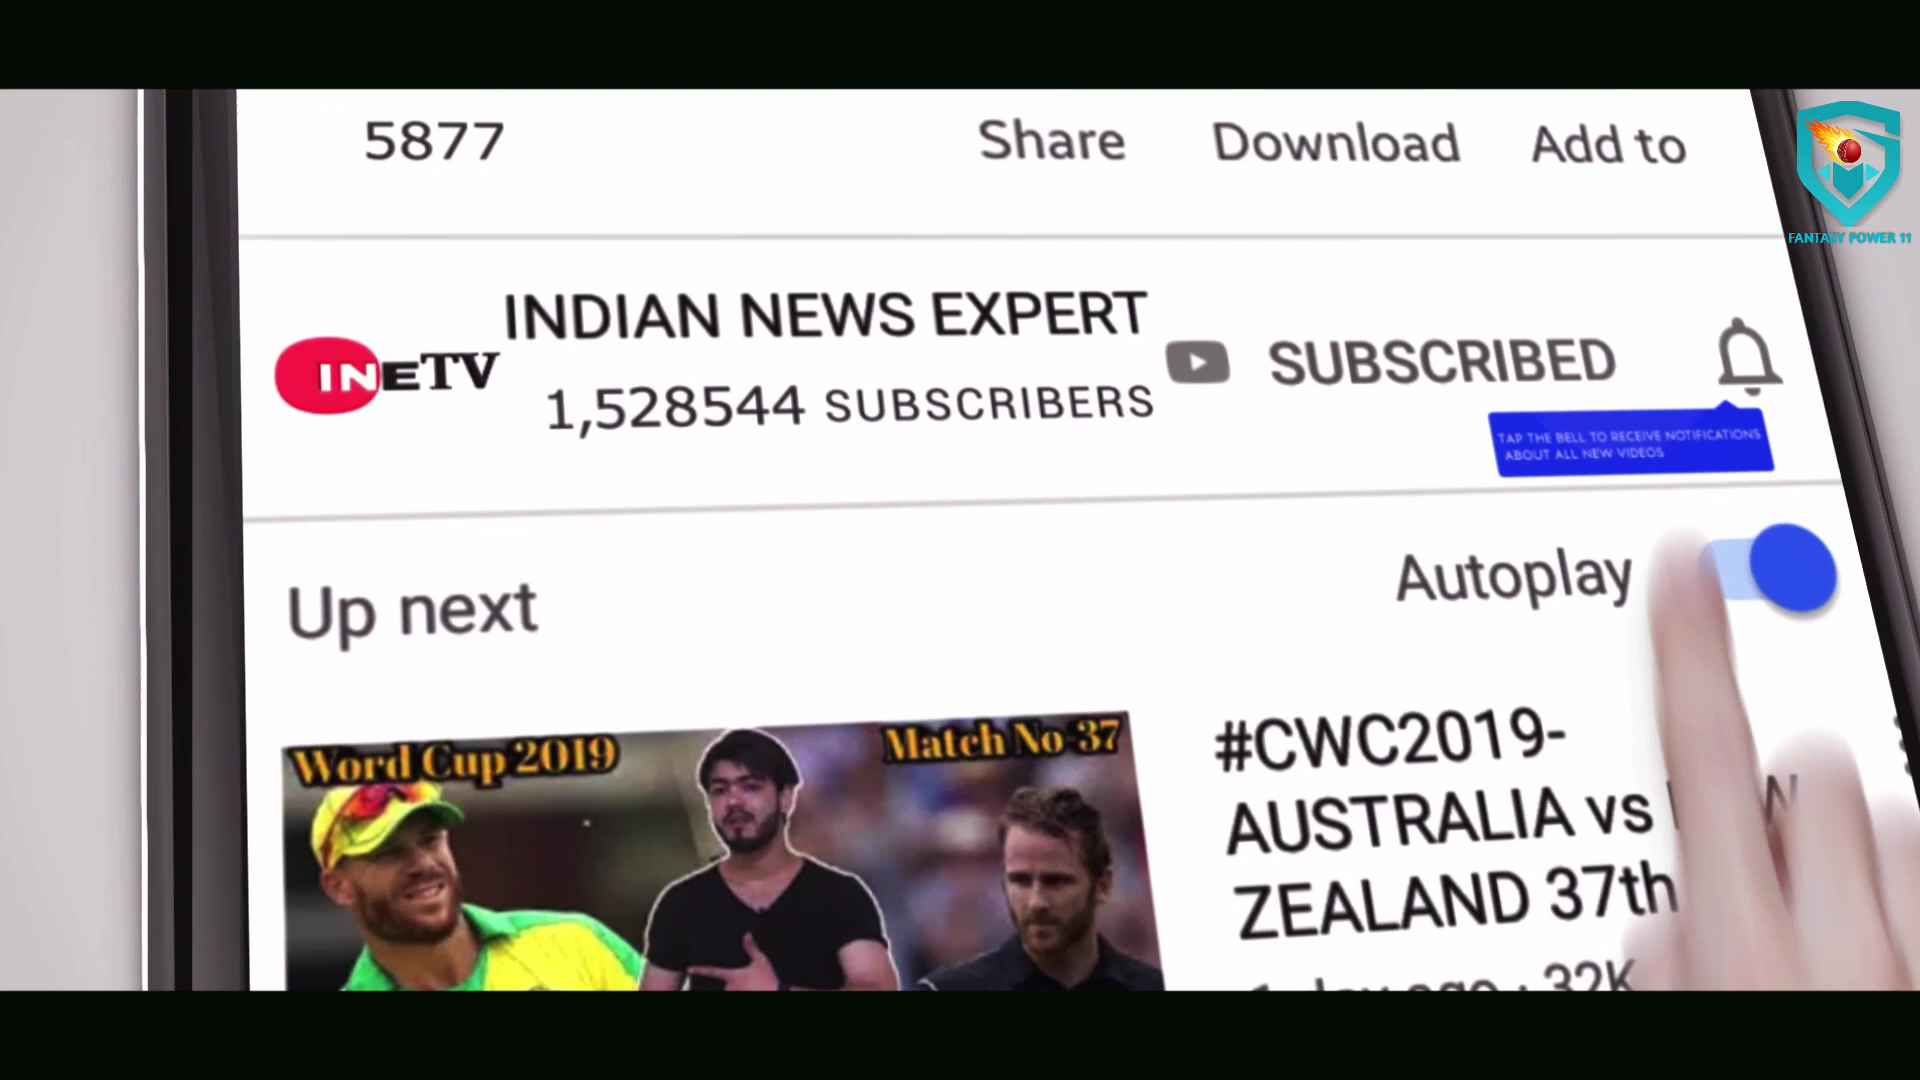 5877 Share Download Add to
FANTASY POWER 11
INDIAN NEWS EXPERT
INeTV
SUBSCRIBED
1,528544 SUBSCRIBERS
TAP THE BELL TO RECEIVE NOTIFICATIONS
ABOUT ALL NEW VIDEOS
Up next Autoplay
Word Cup 2019 Match No 37
#CWC2019-
AUSTRALIA vs
ZEALAND 37th
32K